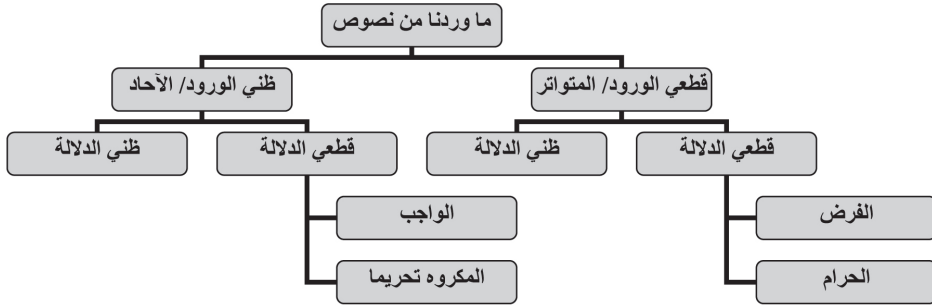 ما وردنا من نصوص
قطعي الورود/ المتواتر
ظني الورود/ الآحاد
قطعي الدلالة
ظني الدلالة
قطعي الدلالة
ظني الدلالة
الفرض
الواجب
الحرام
المكروه تحريما